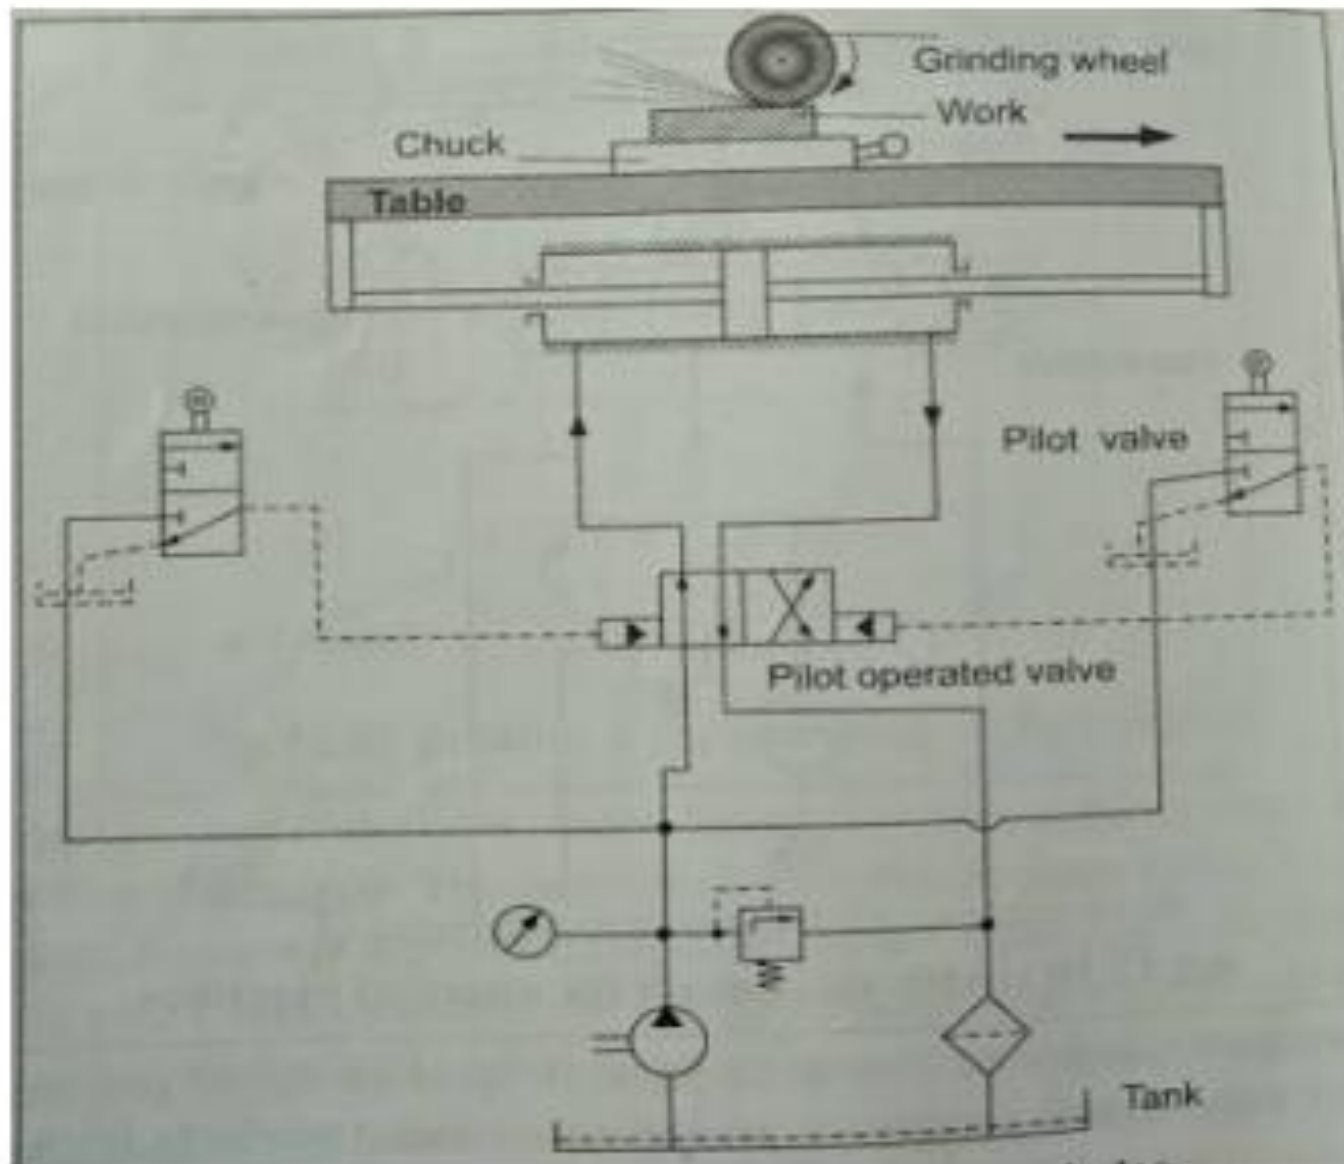 Grinding wheel
Work
Chuck
Table
Pilot valve
Pilot operated valve
Tank